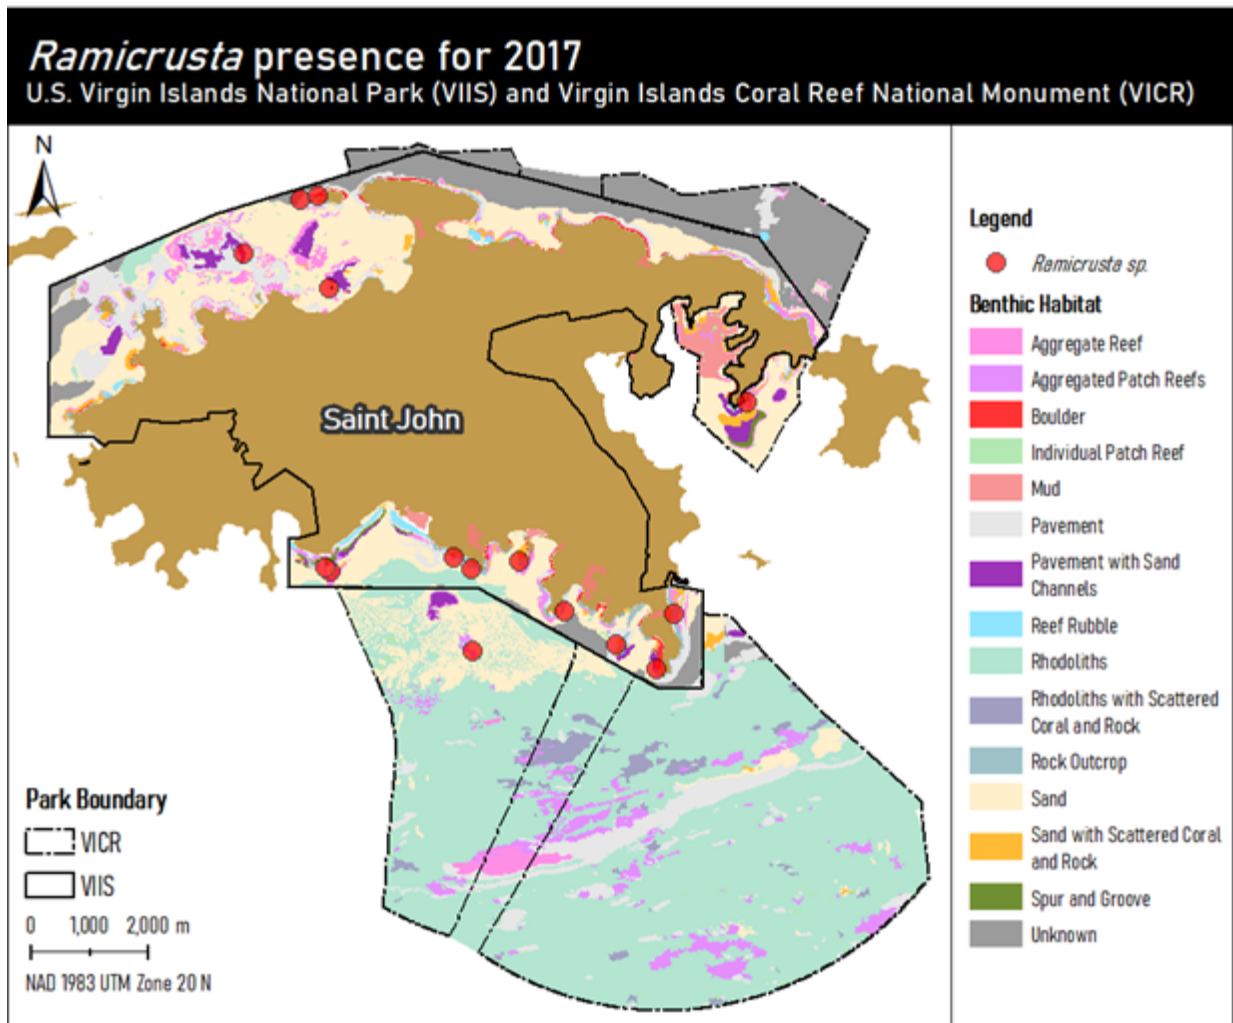 Ramicrusta presence for 2017
U.S. Virgin Islands National Park (VIIS) and Virgin Islands Coral Reef National Monument (VICR)
N
Saint John
Park Boundary
VICR
VIIS
0 1,000 2,000 m
NAD 1983 UTM Zone 20 N
Legend
Ramicrusta sp.
Benthic Habitat
Aggregate Reef
Aggregated Patch Reefs
Boulder
Individual Patch Reef
Mud
Pavement
Pavement with Sand
Channels
Reef Rubble
Rhodoliths
Rhodoliths with Scattered
Coral and Rock
Rock Outcrop
Sand
Sand with Scattered Coral
and Rock
Spur and Groove
Unknown